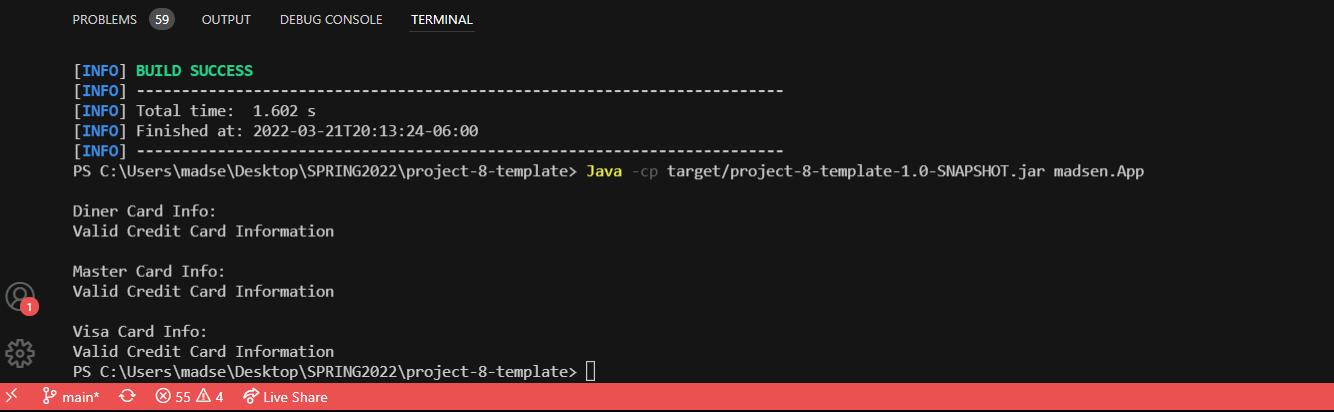 PROBLEMS 59 OUTPUT DEBUG CONSOLE TERMINAL
[INFO] BUILD SUCCESS
[INFO] ------------------------------------------------------------------------
[INFO] Total time:  1.602 s
[INFO] Finished at: 2022-03-21T20:13:24-06:00
[INFO] ------------------------------------------------------------------------
PS C:\Users\madse\Desktop\SPRING2022\project-8-template> Java -cp target/project-8-template-1.0-SNAPSHOT.jar madsen.App
Diner Card Info:
Valid Credit Card Information
Master Card Info:
Valid Credit Card Information
1
Visa Card Info:
Valid Credit Card Information
PS C:\Users\madse\Desktop\SPRING2022\project-8-template>
main* 55 4 Live Share